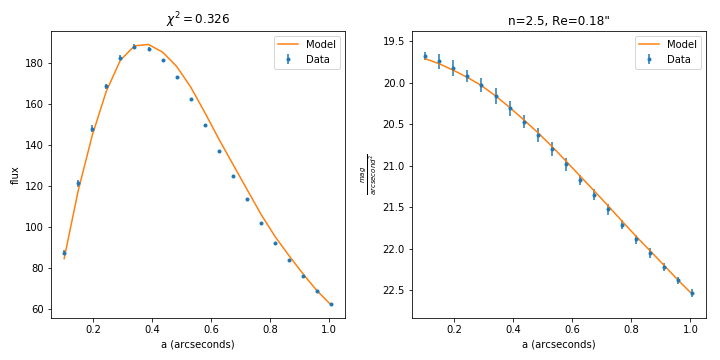 χ² = 0.326
Model
Data
flux
180
160
140
120
100
80
60
0.2 0.4 0.6 0.8 1.0
a (arcseconds)
n=2.5, Re=0.18"
Model
Data
mag
arcsecond²
19.5
20.0
20.5
21.0
21.5
22.0
22.5
0.2 0.4 0.6 0.8 1.0
a (arcseconds)